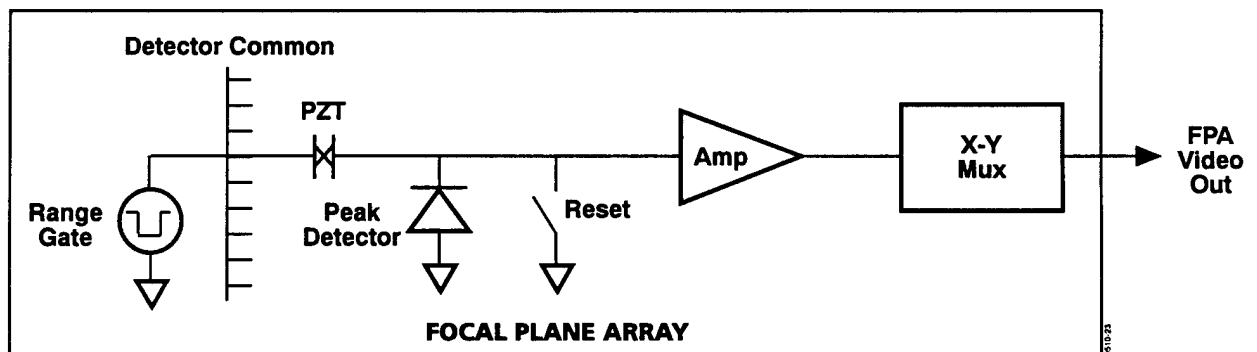 Detector Common
PZT
Range
Gate
Peak
Detector
Reset
Amp
X-Y
Mux
FPA
Video
Out
FOCAL PLANE ARRAY